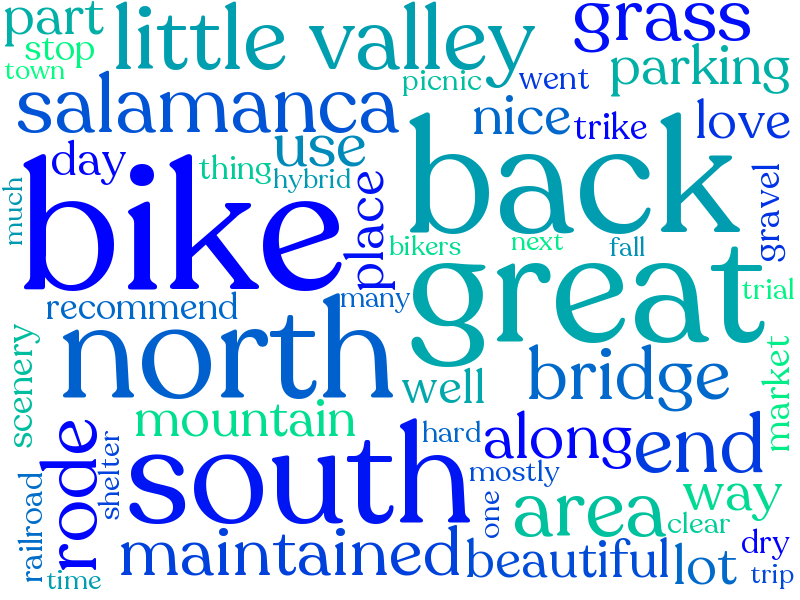 part
little valley
grass
stop
town
picnic
went
parking
salamanca
nice
trike
love
day
thing
use
hybrid
back
much
bike
place
gravel
bikers
next
fall
recommend
many
great
trial
north
scenery
well
bridge
market
mountain
rode
shelter
south
hard
along
end
mostly
railroad
one
area
way
clear
maintained
beautiful
lot
dry
time
trip